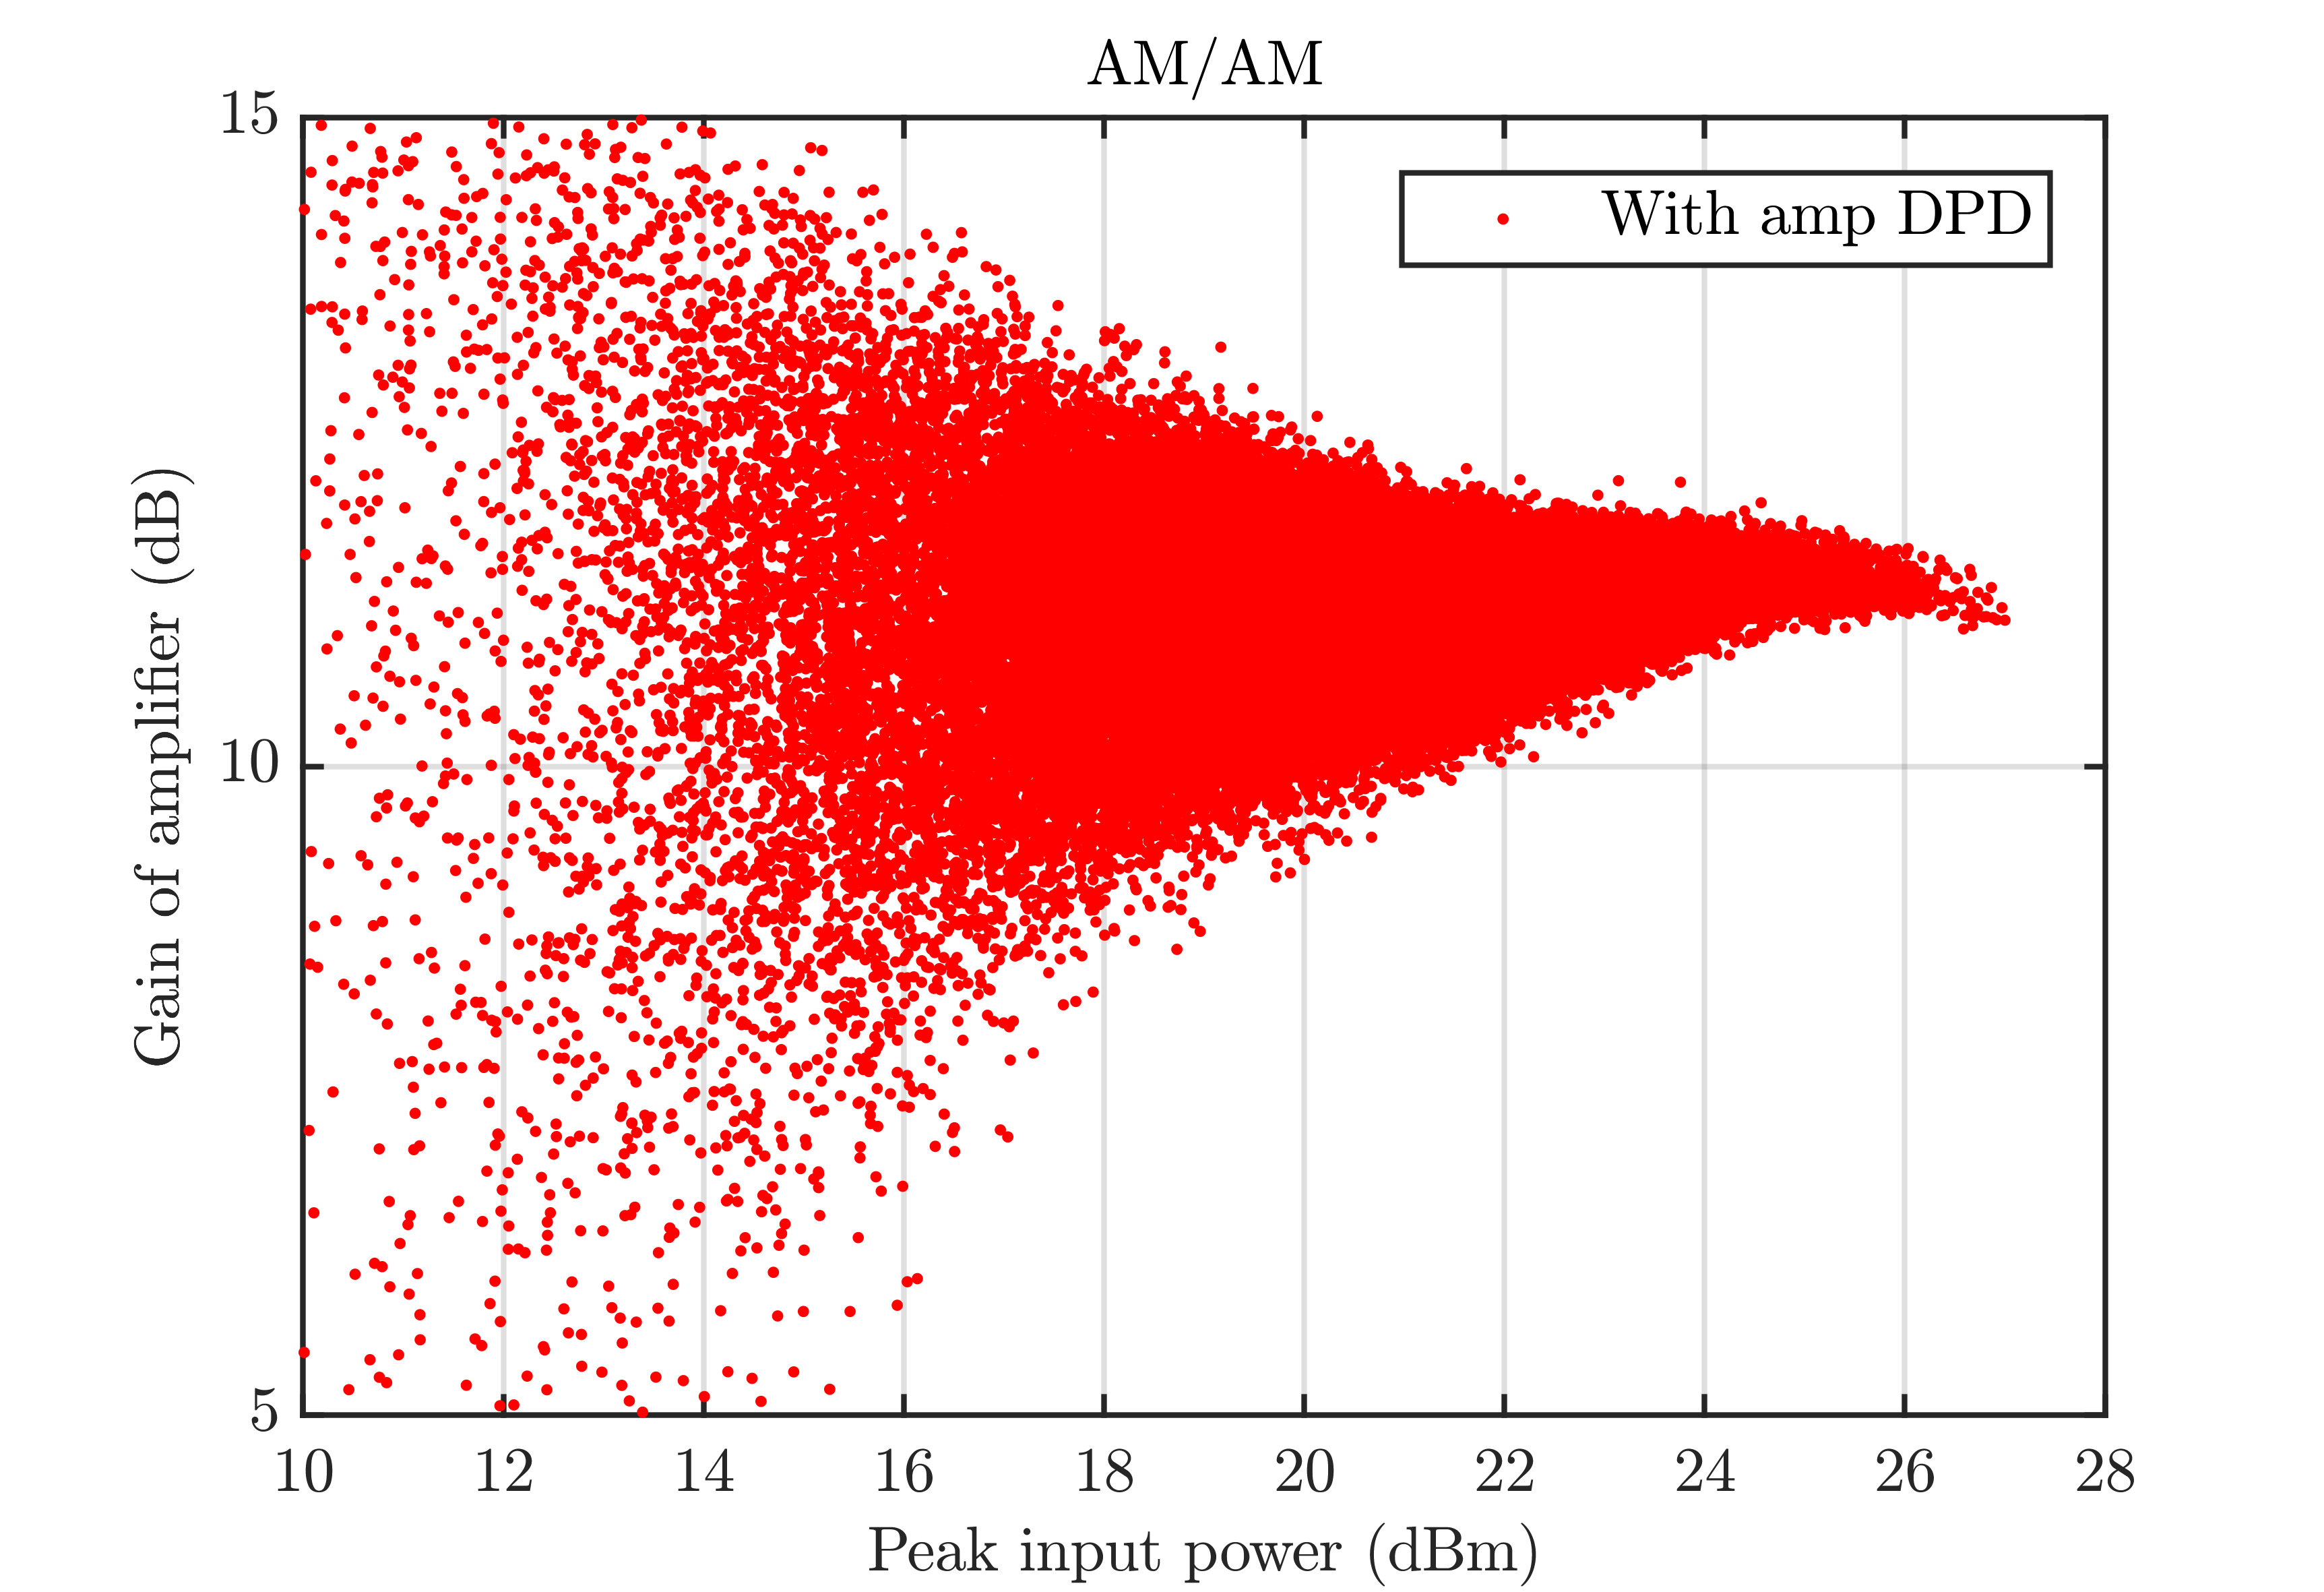 AM/AM
15
With amp DPD
Gain of amplifier (dB)
10
5
10 12 14 16 18 20 22 24 26 28
Peak input power (dBm)